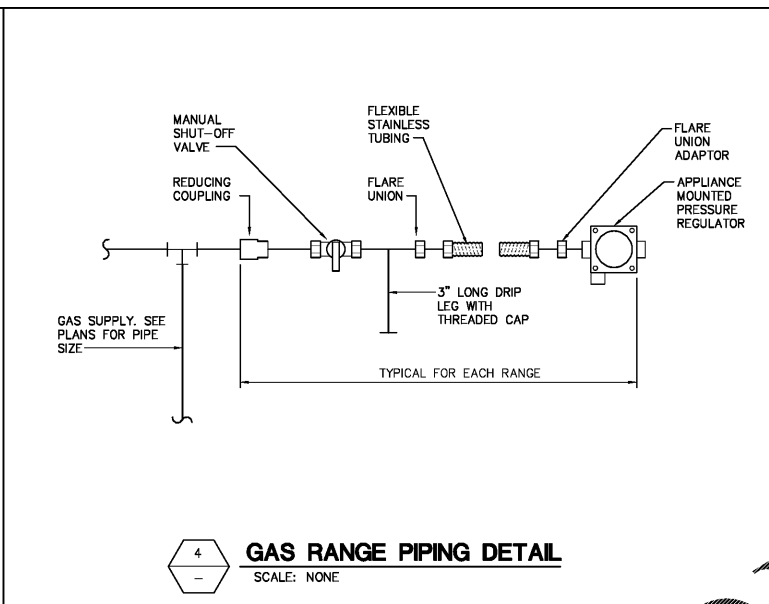 MANUAL
SHUT-OFF
VALVE
FLEXIBLE
STAINLESS
TUBING
FLARE
UNION
ADAPTOR
REDUCING
COUPLING
FLARE
UNION
APPLIANCE
MOUNTED
PRESSURE
REGULATOR
GAS SUPPLY. SEE
PLANS FOR PIPE
SIZE
3" LONG DRIP
LEG WITH
THREADED CAP
TYPICAL FOR EACH RANGE
4
-
GAS RANGE PIPING DETAIL
SCALE: NONE